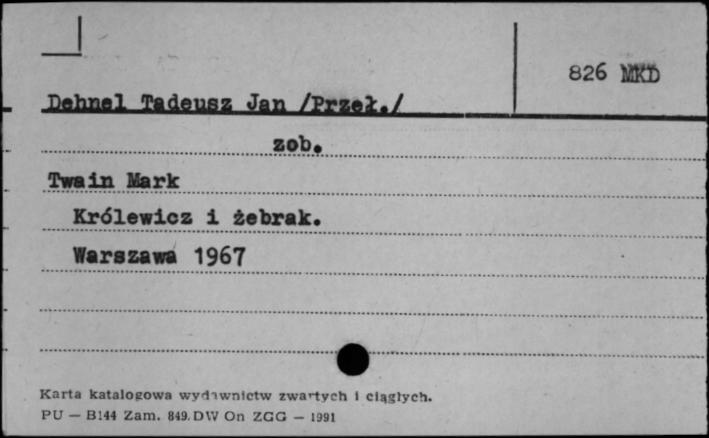 826 MKD
Dehnel Tadeusz Jan /Przeł./
zob.
Twain Mark
Królewicz i żebrak.
Warszawa 1967
Karta katalogowa wydawnictw zwartych i ciągłych.
PU — B144 Zam. 849. DW On ZGG — 1991